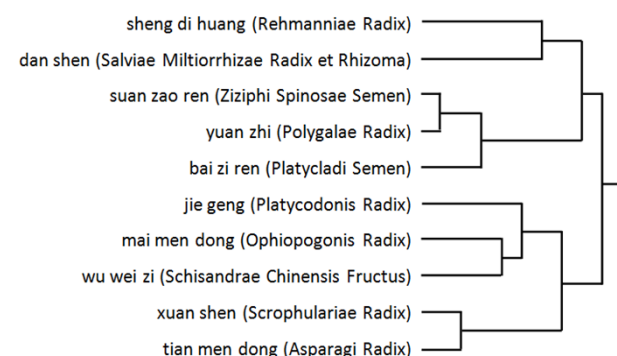 sheng di huang (Rehmanniae Radix)
dan shen (Salviae Miltiorrhizae Radix et Rhizoma)
suan zao ren (Ziziphi Spinosae Semen)
yuan zhi (Polygalae Radix)
bai zi ren (Platycladi Semen)
jie geng (Platycodonis Radix)
mai men dong (Ophiopogonis Radix)
wu wei zi (Schisandrae Chinensis Fructus)
xuan shen (Scrophulariae Radix)
tian men dong (Asparagi Radix)